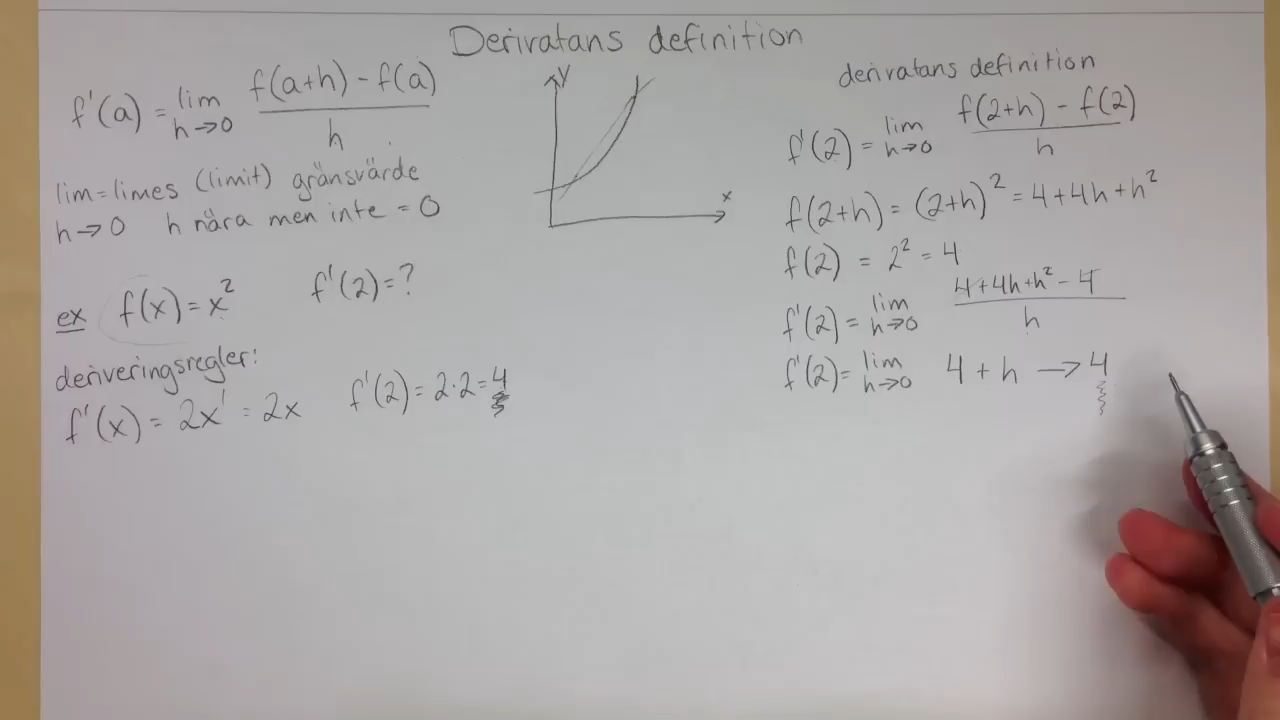 Derivatans definition
f'(a) = lim h→0 f(a+h) - f(a) / h
lim = limes (limit) gränsvärde
h→0 h nära men inte = 0
ex f(x) = x² f'(2) = ?
deriveringsregler:
f'(x) = 2x¹ = 2x f'(2) = 2·2 = 4
y
x
derivatans definition
f'(2) = lim h→0 f(2+h) - f(2) / h
f(2+h) = (2+h)² = 4+4h+h²
f(2) = 2² = 4
f'(2) = lim h→0 4+4h+h² - 4 / h
f'(2) = lim h→0 4 + h → 4